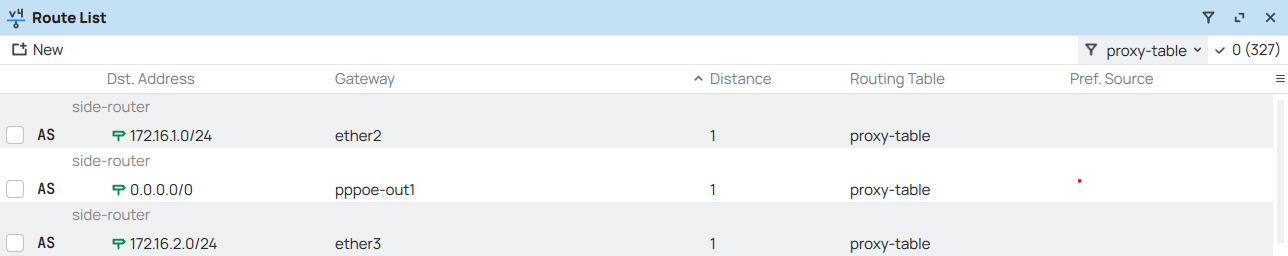 v4 Route List
New proxy-table 0 (327)
Dst. Address Gateway Distance Routing Table Pref. Source
side-router
AS 172.16.1.0/24 ether2 1 proxy-table
side-router
AS 0.0.0.0/0 pppoe-out1 1 proxy-table
side-router
AS 172.16.2.0/24 ether3 1 proxy-table